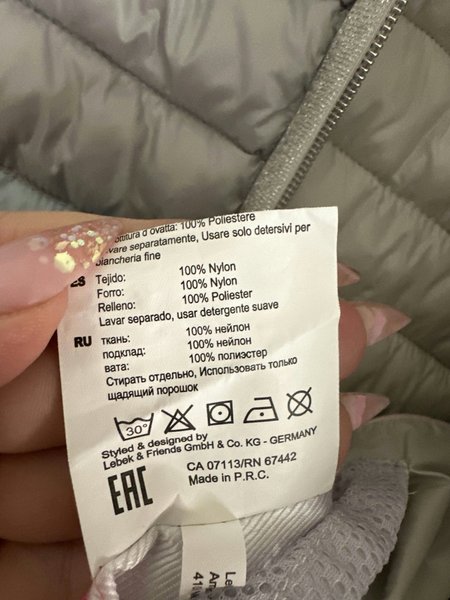 100% Poliestere
separatamente, Usare solo detersivi per
biancheria fine
ES Tejido: 100% Nylon
Forro: 100% Nylon
Relleno: 100% Poliester
Lavar separado, usar detergente suave
RU ткань: 100% нейлон
подклад: 100% нейлон
вата: 100% полиэстер
Стирать отдельно, Использовать только
щадящий порошок
30°
Styled & designed by
Lebek & Friends GmbH & Co. KG - GERMANY
CA 07113/RN 67442
Made in P.R.C.
EAC